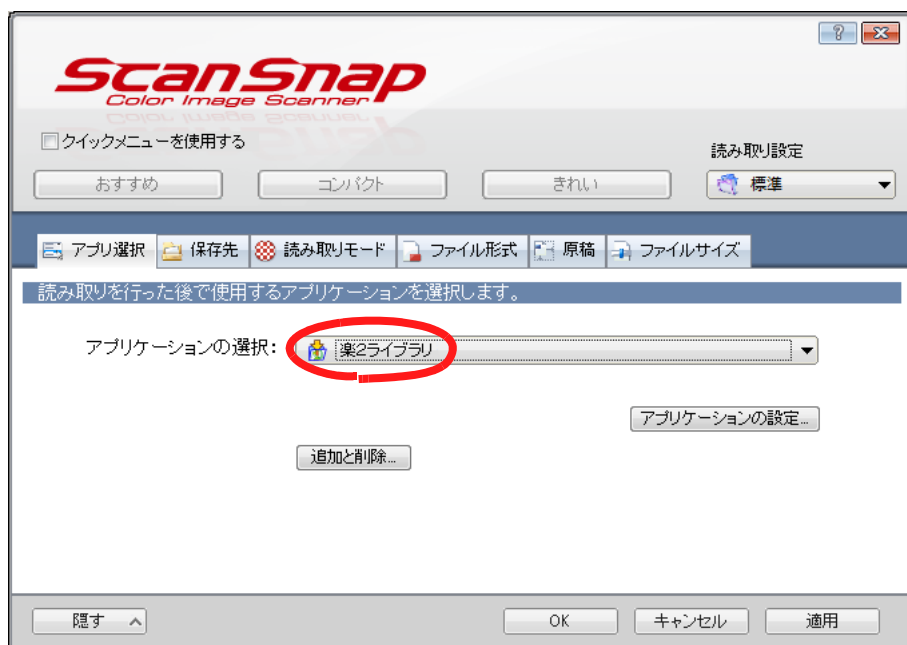 ScanSnap
Color Image Scanner
クイックメニューを使用する
読み取り設定
おすすめ コンパクト きれい 標準
アプリ選択 保存先 読み取りモード ファイル形式 原稿 ファイルサイズ
読み取りを行った後で使用するアプリケーションを選択します。
アプリケーションの選択: 楽2ライブラリ
アプリケーションの設定...
追加と削除...
隠す OK キャンセル 適用